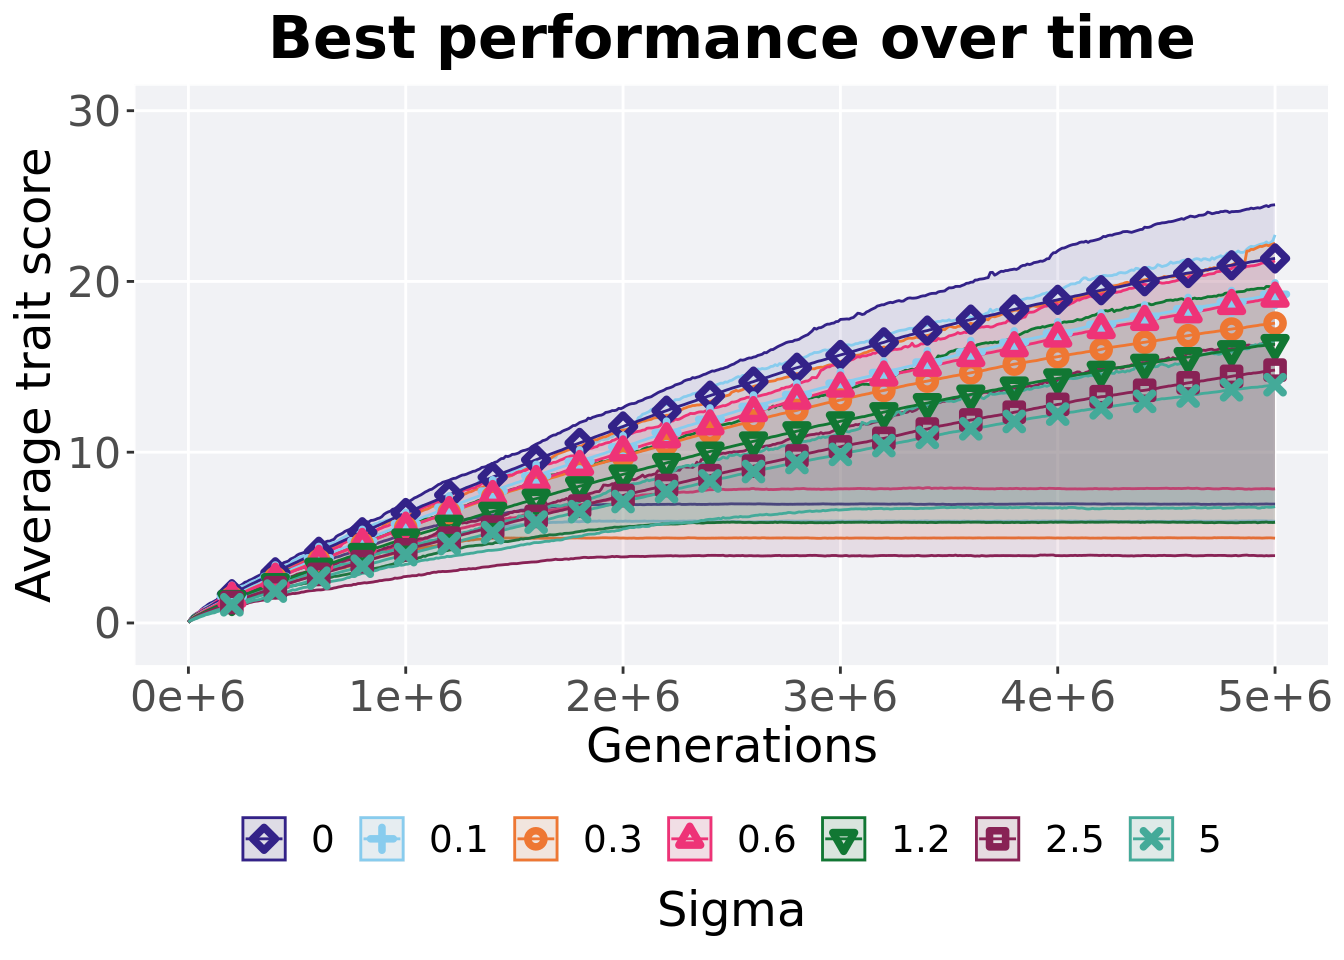 Best performance over time
Average trait score
30
20
10
0
0e+6 1e+6 2e+6 3e+6 4e+6 5e+6
Generations
0 0.1 0.3 0.6 1.2 2.5 5
Sigma